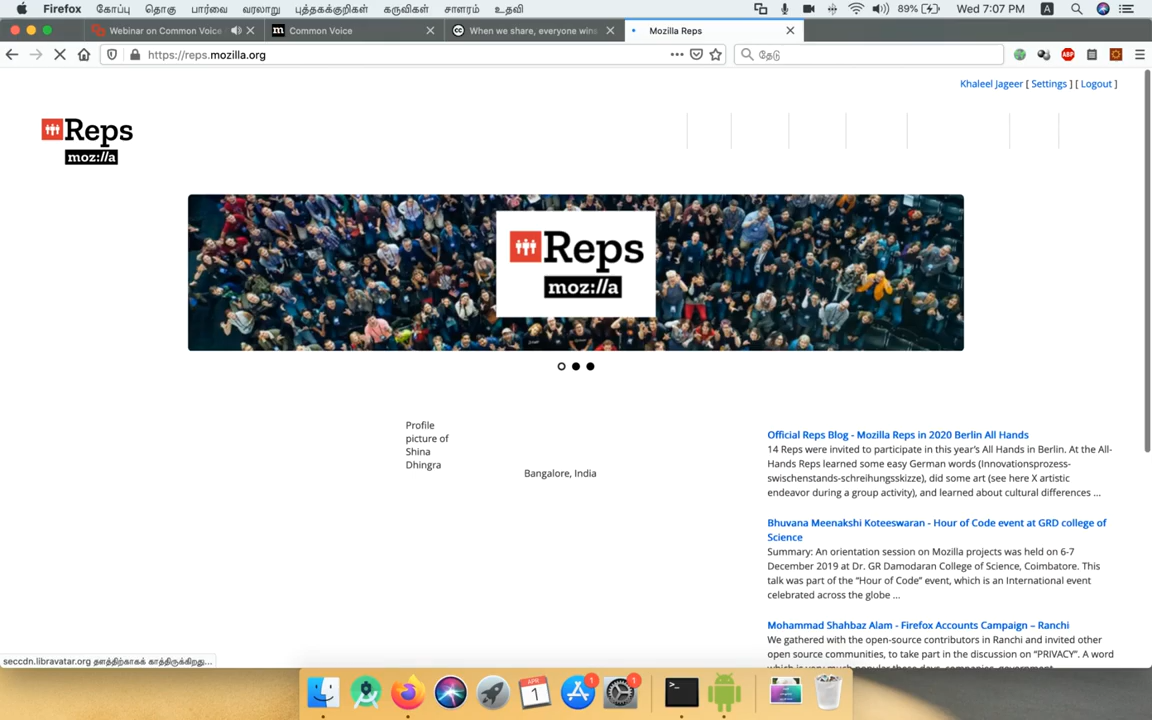 Firefox கோப்பு தொகு பார்வை வரலாறு புத்தகக்குறிகள் கருவிகள் சாளரம் உதவி 89% Wed 7:07 PM A
Webinar on Common Voice
Common Voice
When we share, everyone wins
Mozilla Reps
https://reps.mozilla.org
தேடு
ABP
Khaleel Jageer [ Settings ] [ Logout ]
Reps
moz://a
Reps
moz://a
Profile
picture of
Shina
Dhingra
Bangalore, India
Official Reps Blog - Mozilla Reps in 2020 Berlin All Hands
14 Reps were invited to participate in this year's All Hands in Berlin. At the All-
Hands Reps learned some easy German words (Innovationsprozess-
swischenstands-schreihungsskizze), did some art (see here X artistic
endeavor during a group activity), and learned about cultural differences ...
Bhuvana Meenakshi Koteeswaran - Hour of Code event at GRD college of
Science
Summary: An orientation session on Mozilla projects was held on 6-7
December 2019 at Dr. GR Damodaran College of Science, Coimbatore. This
talk was part of the “Hour of Code” event, which is an International event
celebrated across the globe ...
Mohammad Shahbaz Alam - Firefox Accounts Campaign – Ranchi
We gathered with the open-source contributors in Ranchi and invited other
open source communities, to take part in the discussion on “PRIVACY”. A word
seccdn.libravatar.org தளத்திற்காகக் காத்திருக்கிறது...
APR
1
1
1